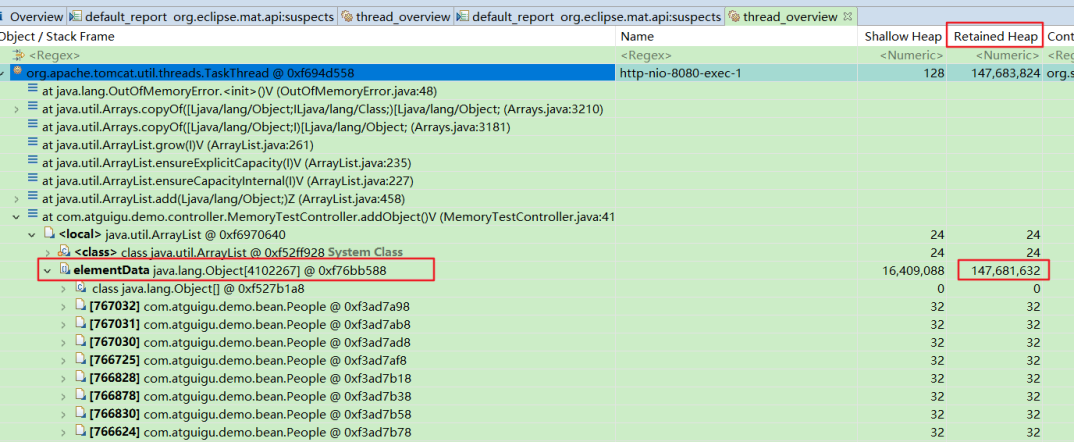 Overview default_report org.eclipse.mat.api:suspects thread_overview default_report org.eclipse.mat.api:suspects thread_overview
Object / Stack Frame Name Shallow Heap Retained Heap Cont
<Regex> <Regex> <Numeric> <Numeric> <Re
org.apache.tomcat.util.threads.TaskThread @ 0xf694d558 http-nio-8080-exec-1 128 147,683,824 org.s
at java.lang.OutOfMemoryError.<init>()V (OutOfMemoryError.java:48)
at java.util.Arrays.copyOf([Ljava/lang/Object;ILjava/lang/Class;)[Ljava/lang/Object; (Arrays.java:3210)
at java.util.Arrays.copyOf([Ljava/lang/Object;I)[Ljava/lang/Object; (Arrays.java:3181)
at java.util.ArrayList.grow(I)V (ArrayList.java:261)
at java.util.ArrayList.ensureExplicitCapacity(I)V (ArrayList.java:235)
at java.util.ArrayList.ensureCapacityInternal(I)V (ArrayList.java:227)
at java.util.ArrayList.add(Ljava/lang/Object;)Z (ArrayList.java:458)
at com.atguigu.demo.controller.MemoryTestController.addObject()V (MemoryTestController.java:41
<local> java.util.ArrayList @ 0xf6970640 24 24
<class> class java.util.ArrayList @ 0xf52ff928 System Class 24 24
elementData java.lang.Object[4102267] @ 0xf76bb588 16,409,088 147,681,632
class java.lang.Object[] @ 0xf527b1a8 0 0
[767032] com.atguigu.demo.bean.People @ 0xf3ad7a98 32 32
[767031] com.atguigu.demo.bean.People @ 0xf3ad7ab8 32 32
[767030] com.atguigu.demo.bean.People @ 0xf3ad7ad8 32 32
[766725] com.atguigu.demo.bean.People @ 0xf3ad7af8 32 32
[766828] com.atguigu.demo.bean.People @ 0xf3ad7b18 32 32
[766878] com.atguigu.demo.bean.People @ 0xf3ad7b38 32 32
[766830] com.atguigu.demo.bean.People @ 0xf3ad7b58 32 32
[766624] com.atguigu.demo.bean.People @ 0xf3ad7b78 32 32